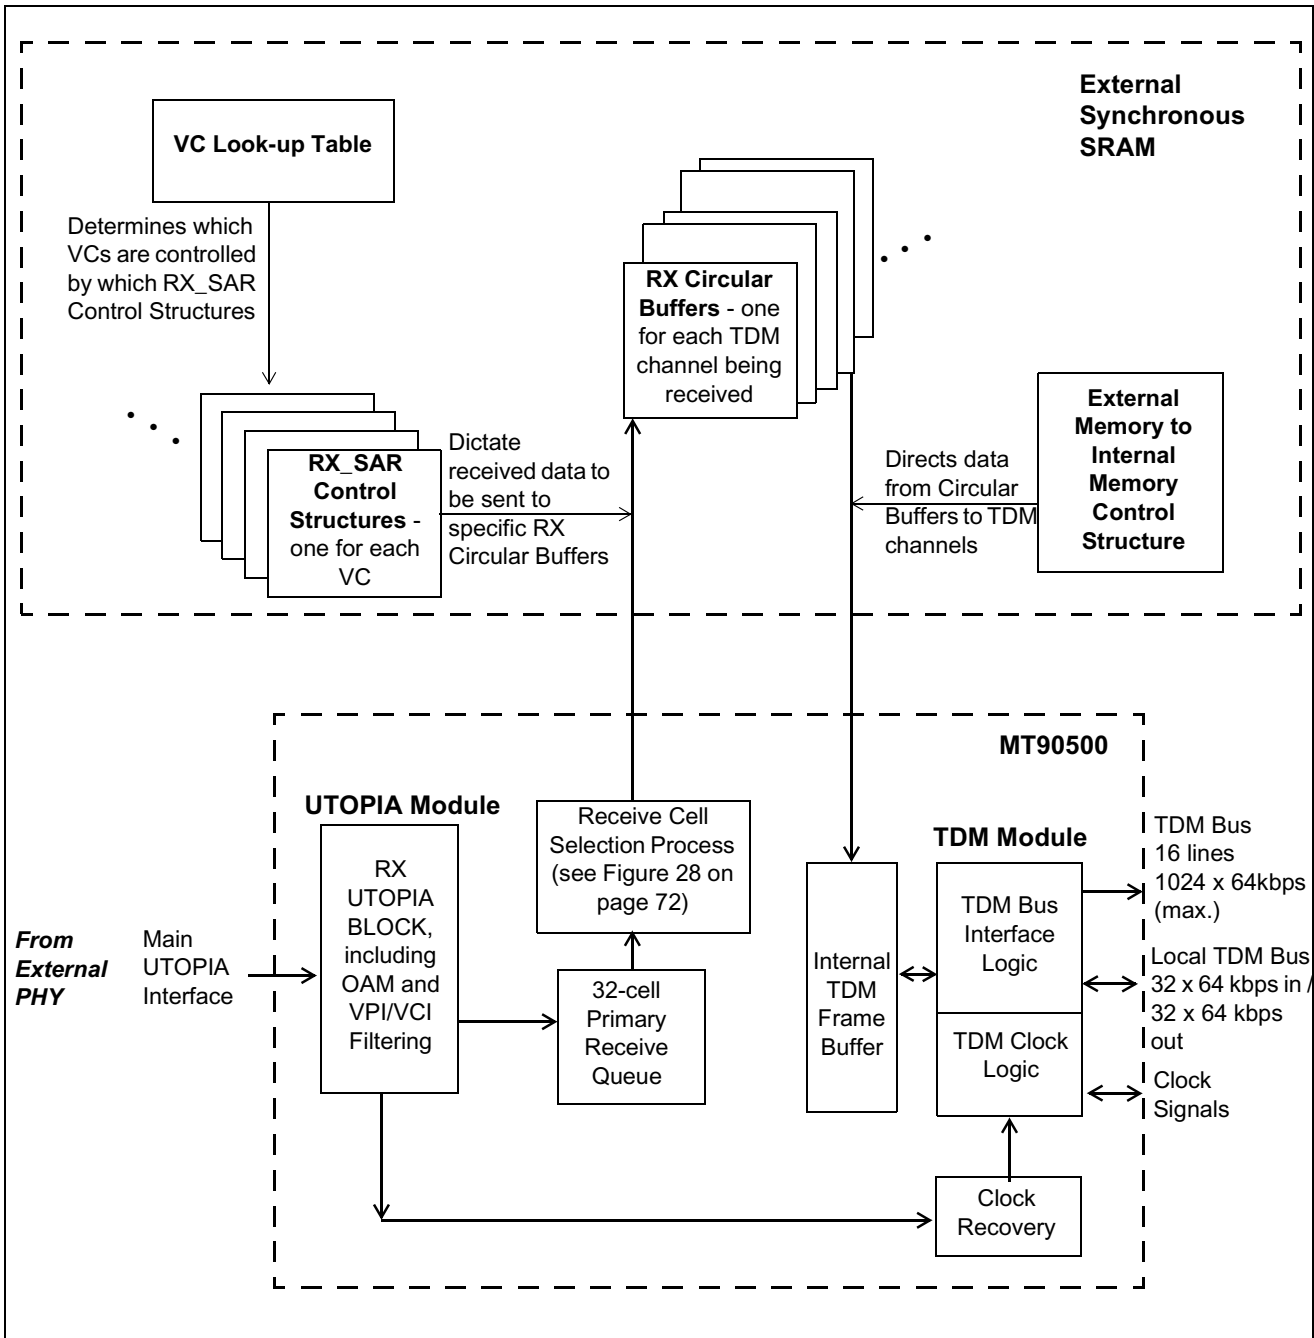 External
Synchronous
SRAM
VC Look-up Table
Determines which
VCs are controlled
by which RX_SAR
Control Structures
RX Circular
Buffers - one
for each TDM
channel being
received
RX_SAR
Control
Structures -
one for each
VC
Dictate
received data to
be sent to
specific RX
Circular Buffers
Directs data
from Circular
Buffers to TDM
channels
External
Memory to
Internal
Memory
Control
Structure
MT90500
UTOPIA Module
RX
UTOPIA
BLOCK,
including
OAM and
VPI/VCI
Filtering
Receive Cell
Selection Process
(see Figure 28 on
page 72)
32-cell
Primary
Receive
Queue
From
External
PHY
Main
UTOPIA
Interface
Internal
TDM
Frame
Buffer
TDM Module
TDM Bus
Interface
Logic
TDM Clock
Logic
Clock
Recovery
TDM Bus
16 lines
1024 x 64kbps
(max.)
Local TDM Bus
32 x 64 kbps in /
32 x 64 kbps
out
Clock
Signals